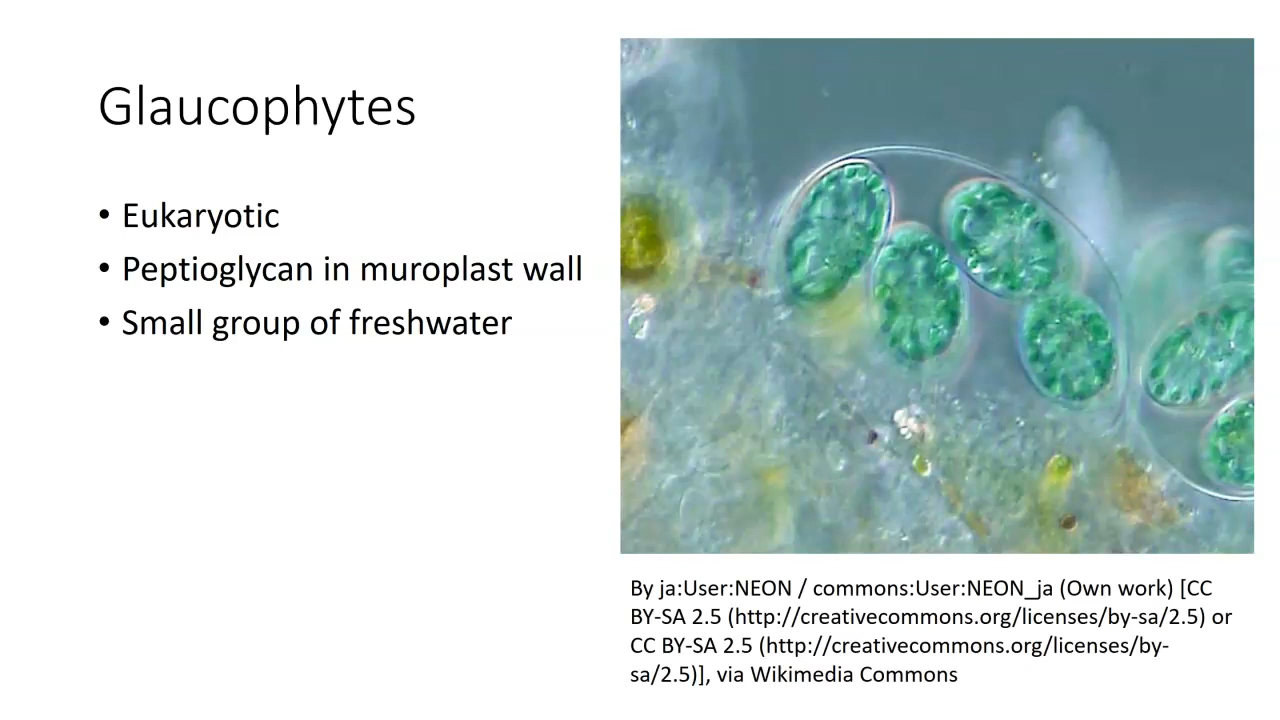 Glaucophytes
• Eukaryotic
• Peptioglycan in muroplast wall
• Small group of freshwater
By ja:User:NEON / commons:User:NEON_ja (Own work) [CC
BY-SA 2.5 (http://creativecommons.org/licenses/by-sa/2.5) or
CC BY-SA 2.5 (http://creativecommons.org/licenses/by-
sa/2.5)], via Wikimedia Commons